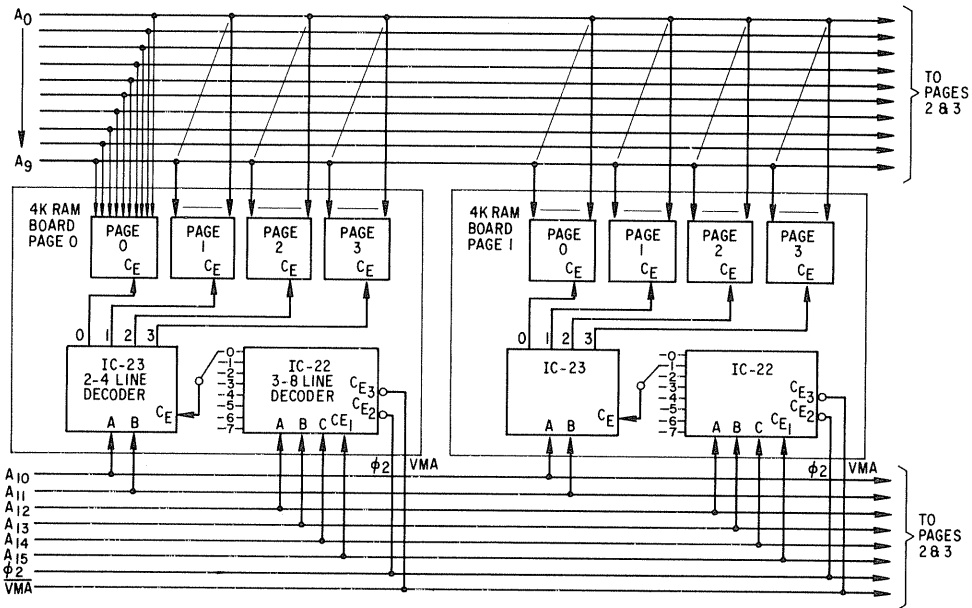 A0
A9
TO
PAGES
2 & 3
4K RAM
BOARD
PAGE 0
PAGE
0
CE
PAGE
1
CE
PAGE
2
CE
PAGE
3
CE
4K RAM
BOARD
PAGE 1
PAGE
0
CE
PAGE
1
CE
PAGE
2
CE
PAGE
3
CE
0 1 2 3
IC-23
2-4 LINE
DECODER
A B CE
-0-
-1-
-2-
-3-
-4-
-5-
-6-
-7-
IC-22
3-8 LINE
DECODER
CE3
CE2
A B C CE1
φ2 VMA
0 1 2 3
IC-23
A B CE
-0-
-1-
-2-
-3-
-4-
-5-
-6-
-7-
IC-22
CE3
CE2
A B C CE1
φ2 VMA
A10
A11
A12
A13
A14
A15
φ2
VMA
TO
PAGES
2 & 3